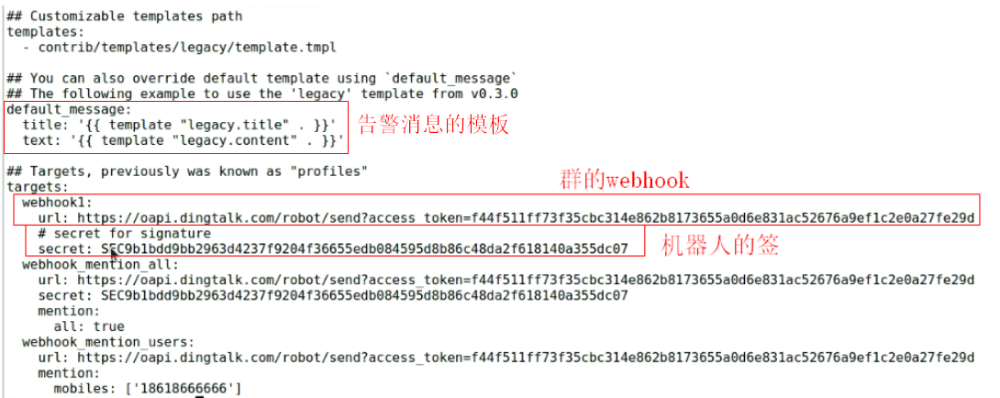 ## Customizable templates path
templates:
- contrib/templates/legacy/template.tmpl
## You can also override default template using `default_message`
## The following example to use the 'legacy' template from v0.3.0
default_message:
title: '{{ template "legacy.title" . }}'
text: '{{ template "legacy.content" . }}'
告警消息的模板
## Targets, previously was known as "profiles"
targets:
群的webhook
webhook1:
url: https://oapi.dingtalk.com/robot/send?access_token=f44f511ff73f35cbc314e862b8173655a0d6e831ac52676a9ef1c2e0a27fe29d
# secret for signature
secret: SEC9b1bdd9bb2963d4237f9204f36655edb084595d8b86c48da2f618140a355dc07
机器人的签
webhook_mention_all:
url: https://oapi.dingtalk.com/robot/send?access_token=f44f511ff73f35cbc314e862b8173655a0d6e831ac52676a9ef1c2e0a27fe29d
secret: SEC9b1bdd9bb2963d4237f9204f36655edb084595d8b86c48da2f618140a355dc07
mention:
all: true
webhook_mention_users:
url: https://oapi.dingtalk.com/robot/send?access_token=f44f511ff73f35cbc314e862b8173655a0d6e831ac52676a9ef1c2e0a27fe29d
mention:
mobiles: ['18618666666']